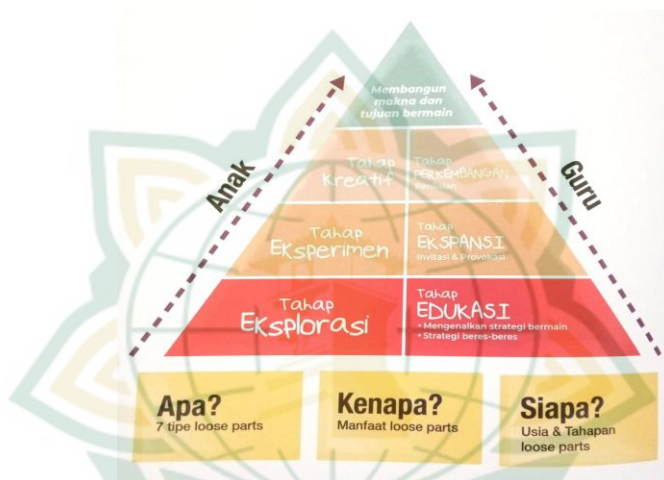 Membangun
makna dan
tujuan bermain
Anak
Guru
Tahap
Kreatif
Tahap
PERKEMBANGAN
Penilaian
Tahap
Eksperimen
Tahap
EKSPANSI
Invitasi & Provokasi
Tahap
Eksplorasi
Tahap
EDUKASI
• Mengenalkan strategi bermain
• Strategi beres-beres
Apa?
7 tipe loose parts
Kenapa?
Manfaat loose parts
Siapa?
Usia & Tahapan
loose parts